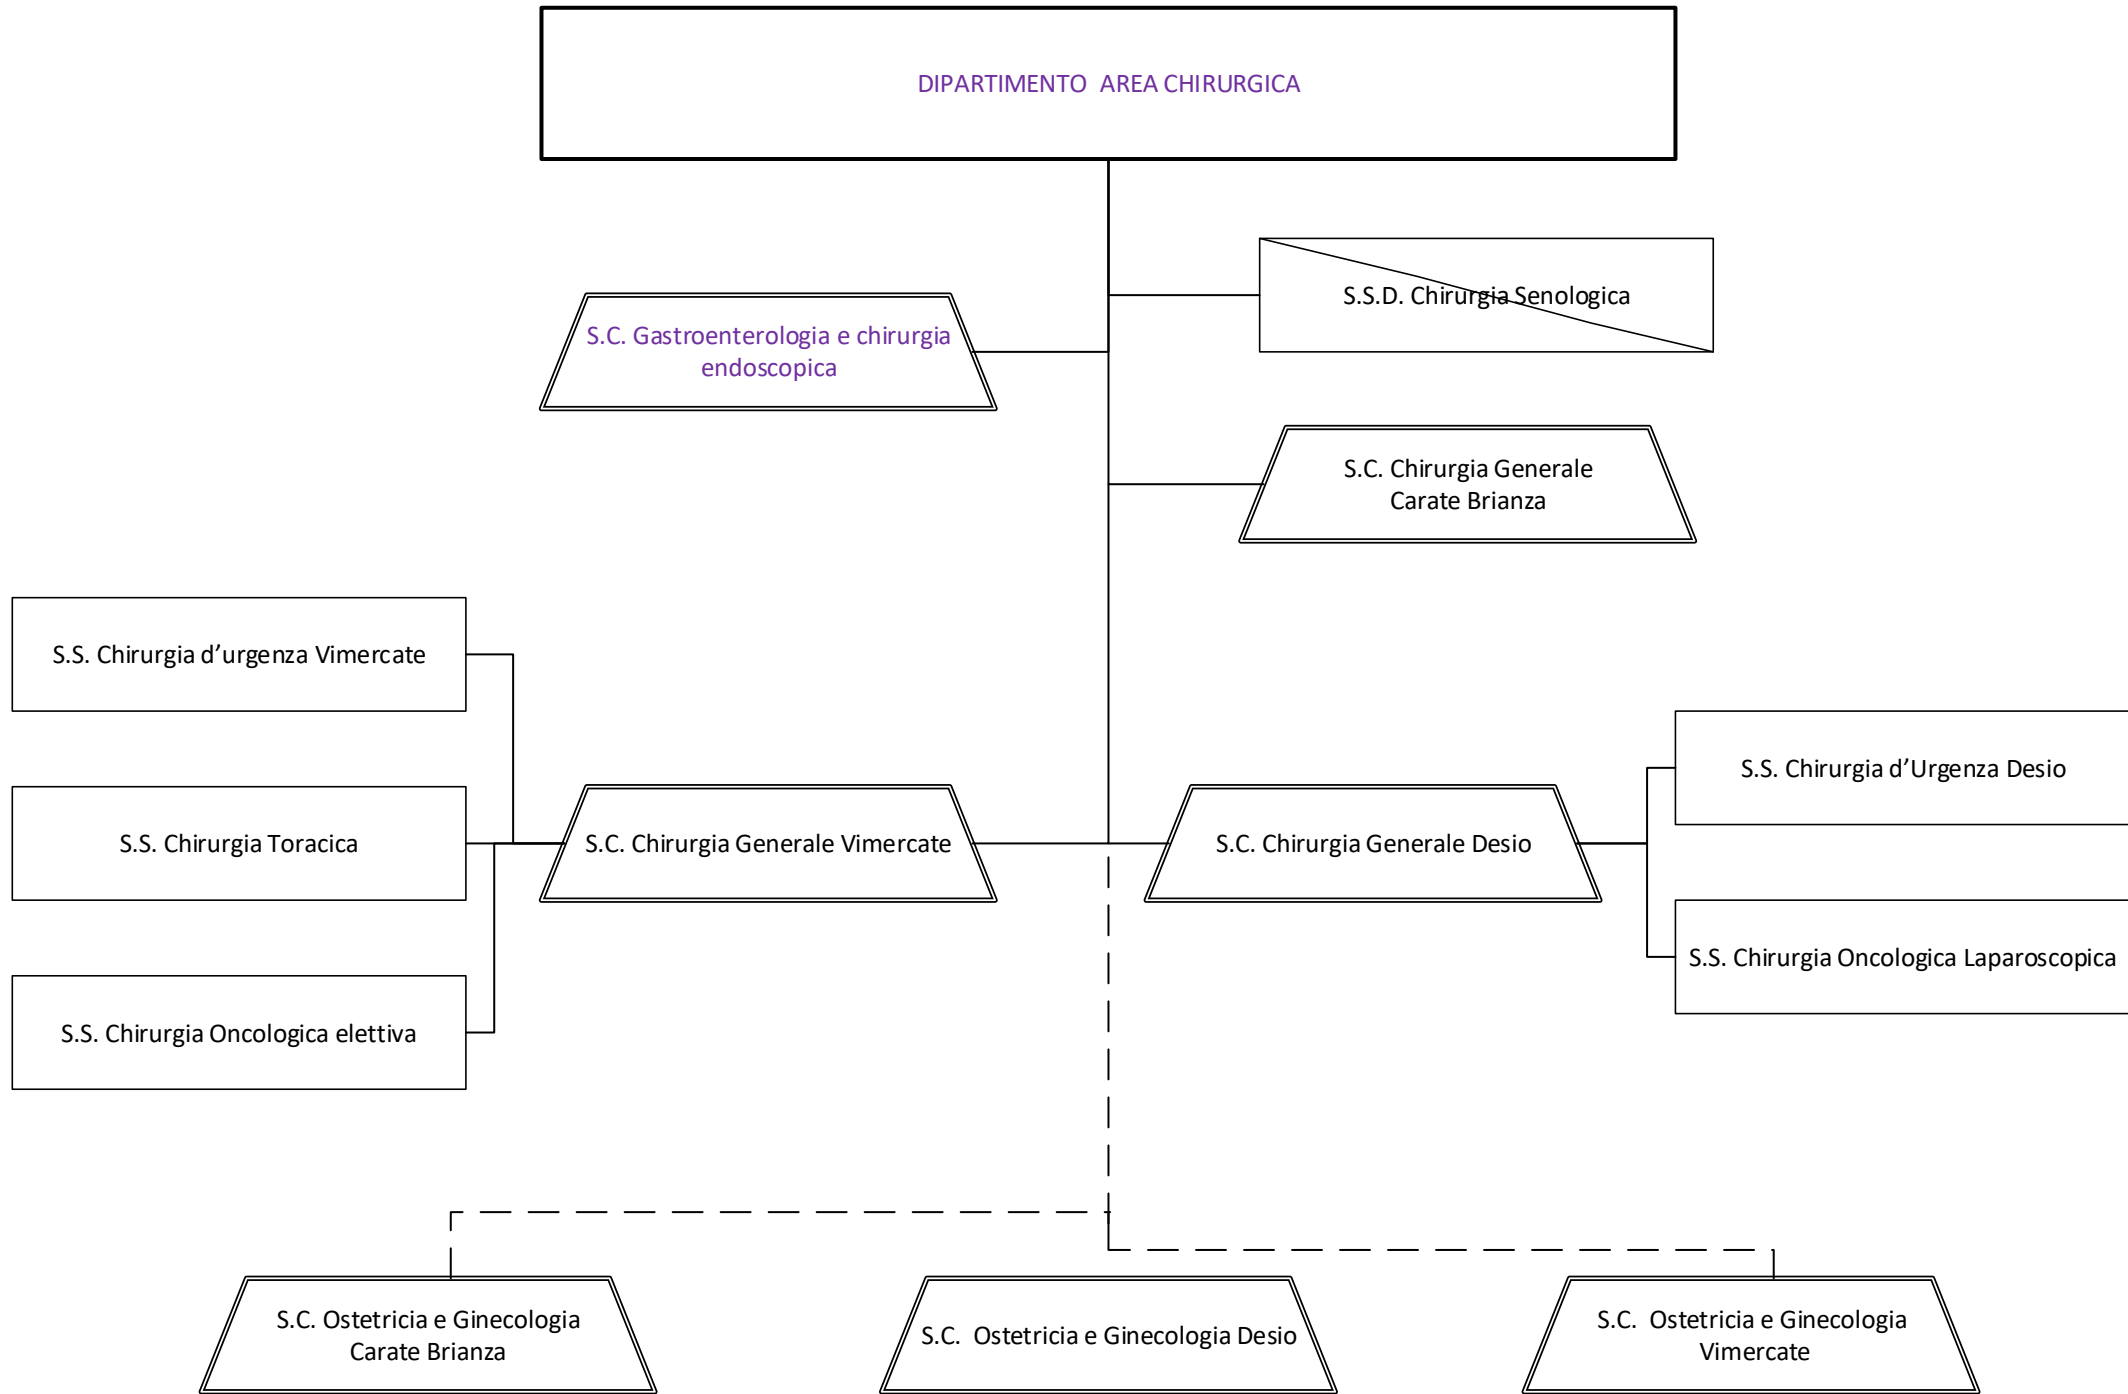 DIPARTIMENTO AREA CHIRURGICA
S.S.D. Chirurgia Senologica
S.C. Gastroenterologia e chirurgia
endoscopica
S.C. Chirurgia Generale
Carate Brianza
S.S. Chirurgia d’urgenza Vimercate
S.S. Chirurgia d’Urgenza Desio
S.S. Chirurgia Toracica
S.C. Chirurgia Generale Vimercate
S.C. Chirurgia Generale Desio
S.S. Chirurgia Oncologica Laparoscopica
S.S. Chirurgia Oncologica elettiva
S.C. Ostetricia e Ginecologia
Carate Brianza
S.C. Ostetricia e Ginecologia Desio
S.C. Ostetricia e Ginecologia
Vimercate